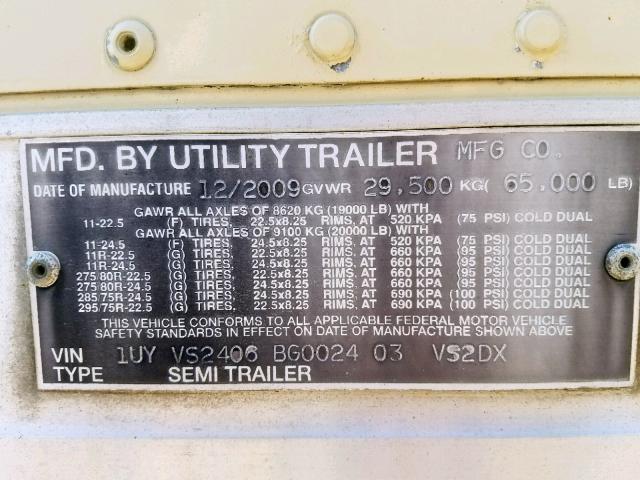 MFD. BY UTILITY TRAILER MFG CO.
DATE OF MANUFACTURE 12/2009 GVWR 29,500 KG( 65,000 LB)
GAWR ALL AXLES OF 8620 KG (19000 LB) WITH
11-22.5 (F) TIRES, 22.5x8.25 RIMS, AT 520 KPA (75 PSI) COLD DUAL
GAWR ALL AXLES OF 9100 KG (20000 LB) WITH
11-24.5 (F) TIRES, 24.5x8.25 RIMS, AT 520 KPA (75 PSI) COLD DUAL
11R-22.5 (G) TIRES, 22.5x8.25 RIMS, AT 660 KPA (95 PSI) COLD DUAL
11R-24.5 (G) TIRES, 24.5x8.25 RIMS, AT 660 KPA (95 PSI) COLD DUAL
275/80R-22.5 (G) TIRES, 22.5x8.25 RIMS, AT 660 KPA (95 PSI) COLD DUAL
275/80R-24.5 (G) TIRES, 24.5x8.25 RIMS, AT 660 KPA (95 PSI) COLD DUAL
285/75R-24.5 (G) TIRES, 24.5x8.25 RIMS, AT 690 KPA (100 PSI) COLD DUAL
295/75R-22.5 (G) TIRES, 22.5x8.25 RIMS, AT 690 KPA (100 PSI) COLD DUAL
THIS VEHICLE CONFORMS TO ALL APPLICABLE FEDERAL MOTOR VEHICLE
SAFETY STANDARDS IN EFFECT ON DATE OF MANUFACTURE SHOWN ABOVE
VIN 1UY VS2406 BG0024 03 VS2DX
TYPE SEMI TRAILER